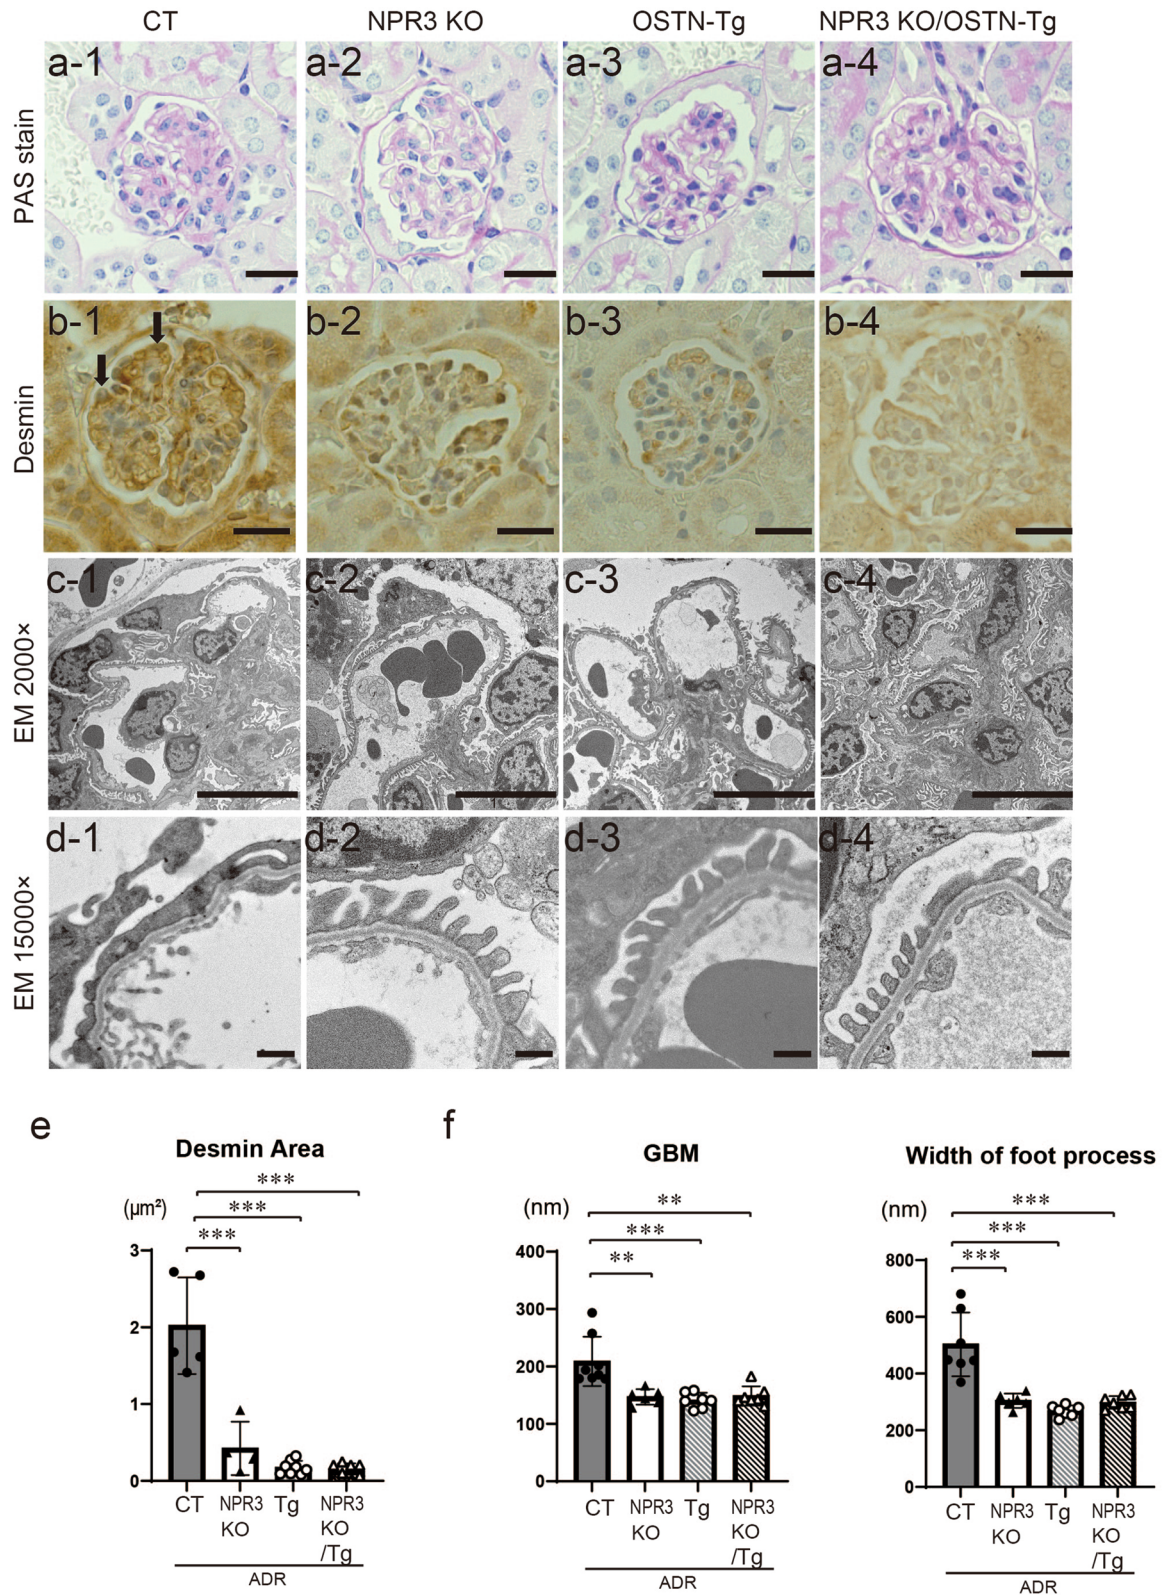 CT NPR3 KO OSTN-Tg NPR3 KO/OSTN-Tg
PAS stain
a-1 a-2 a-3 a-4
Desmin
b-1 b-2 b-3 b-4
EM 2000×
c-1 c-2 c-3 c-4
EM 15000×
d-1 d-2 d-3 d-4
e
Desmin Area
(μm²)
***
***
***
3
2
1
0
CT NPR3 KO Tg NPR3 KO /Tg
ADR
f
GBM
(nm)
**
***
**
400
300
200
100
0
CT NPR3 KO Tg NPR3 KO /Tg
ADR
Width of foot process
(nm)
***
***
***
800
600
400
200
0
CT NPR3 KO Tg NPR3 KO /Tg
ADR